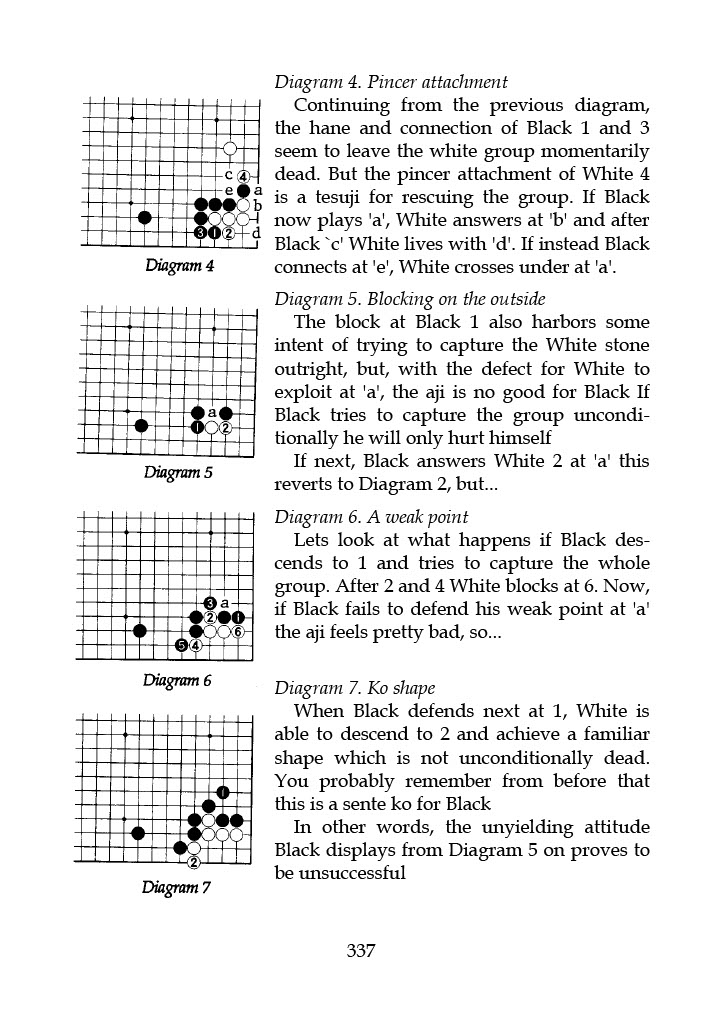 Diagram 4. Pincer attachment
Continuing from the previous diagram,
the hane and connection of Black 1 and 3
seem to leave the white group momentarily
dead. But the pincer attachment of White 4
is a tesuji for rescuing the group. If Black
now plays 'a', White answers at 'b' and after
Black `c' White lives with 'd'. If instead Black
connects at 'e', White crosses under at 'a'.
c 4
e a
b
3 1 2 d
Diagram 4
Diagram 5. Blocking on the outside
The block at Black 1 also harbors some
intent of trying to capture the White stone
outright, but, with the defect for White to
exploit at 'a', the aji is no good for Black If
Black tries to capture the group uncondi-
tionally he will only hurt himself
If next, Black answers White 2 at 'a' this
reverts to Diagram 2, but...
a
1 2
Diagram 5
Diagram 6. A weak point
Lets look at what happens if Black des-
cends to 1 and tries to capture the whole
group. After 2 and 4 White blocks at 6. Now,
if Black fails to defend his weak point at 'a'
the aji feels pretty bad, so...
3 a
2 1
6
5 4
Diagram 6
Diagram 7. Ko shape
When Black defends next at 1, White is
able to descend to 2 and achieve a familiar
shape which is not unconditionally dead.
You probably remember from before that
this is a sente ko for Black
In other words, the unyielding attitude
Black displays from Diagram 5 on proves to
be unsuccessful
1
2
Diagram 7
337